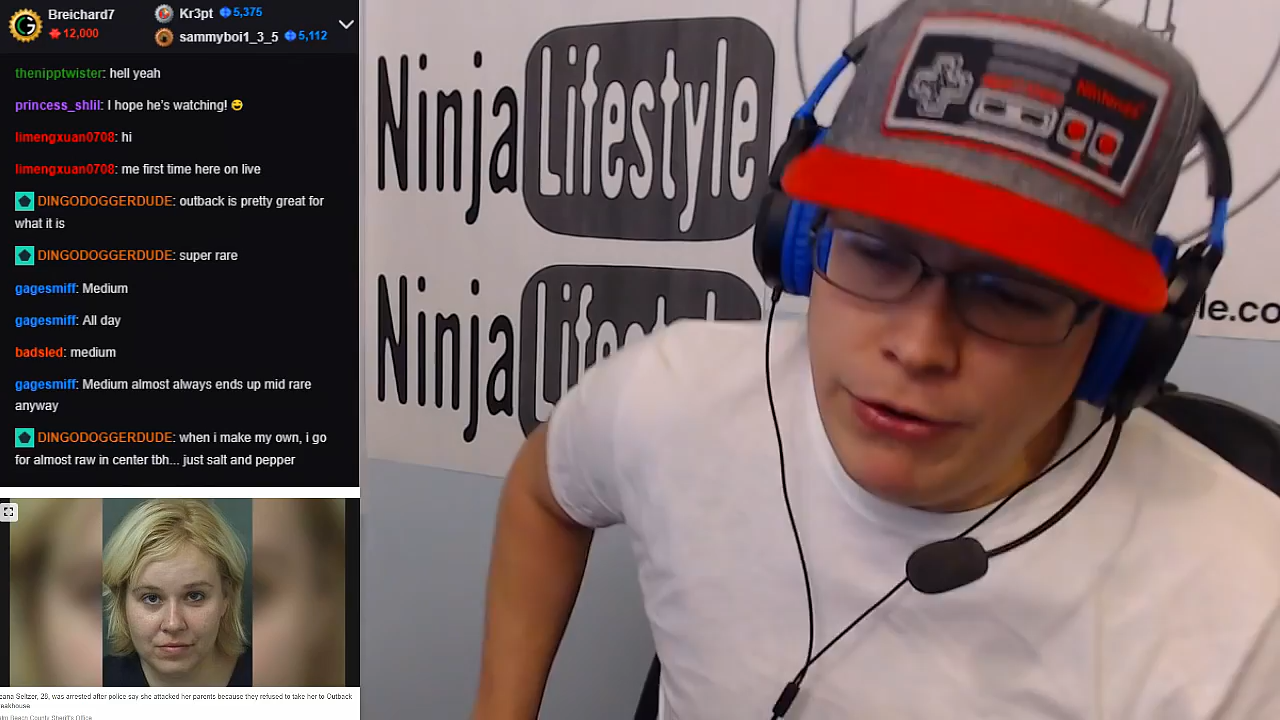 Breichard7
12,000
Kr3pt 5,375
sammyboi1_3_5 5,112
thenipptwister: hell yeah
princess_shlil: I hope he's watching!
limengxuan0708: hi
limengxuan0708: me first time here on live
DINGODOGGERDUDE: outback is pretty great for
what it is
DINGODOGGERDUDE: super rare
gagesmiff: Medium
gagesmiff: All day
badsled: medium
gagesmiff: Medium almost always ends up mid rare
anyway
DINGODOGGERDUDE: when i make my own, i go
for almost raw in center tbh... just salt and pepper
eana Seltzer, 28, was arrested after police say she attacked her parents because they refused to take her to Outback
eakhouse
alm Beach County Sheriff's Office
Ninja Lifestyle
Ninja Lifestyle
le.co
Nintendo